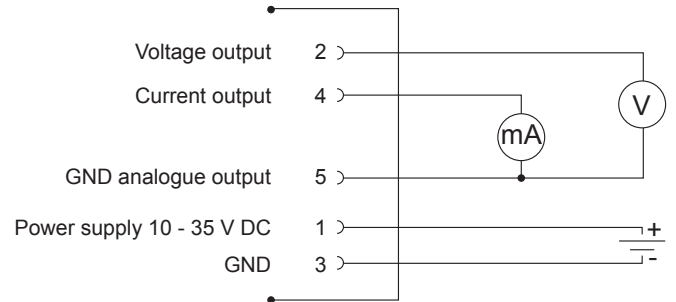 Voltage output 2
V
Current output 4
mA
GND analogue output 5
Power supply 10 - 35 V DC 1 +
GND 3 -